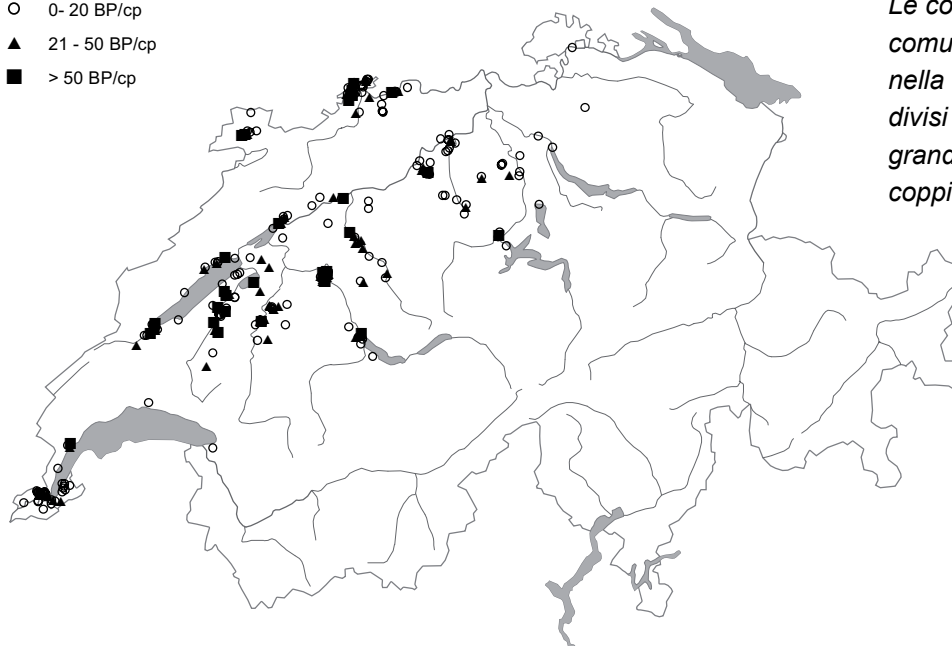 0- 20 BP/cp
21 - 50 BP/cp
> 50 BP/cp
Le co
comu
nella
divisi
grand
coppi